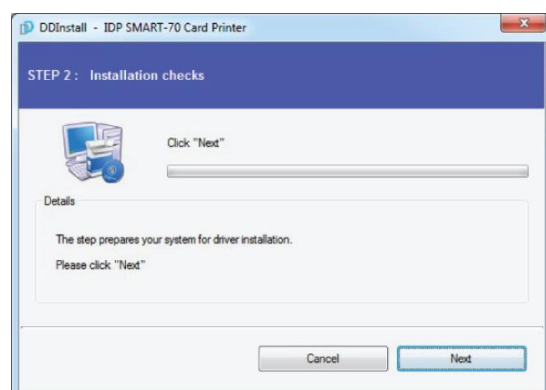 DDInstall - IDP SMART-70 Card Printer
STEP 2 : Installation checks
Click "Next"
Details
The step prepares your system for driver installation.
Please click "Next"
Cancel
Next